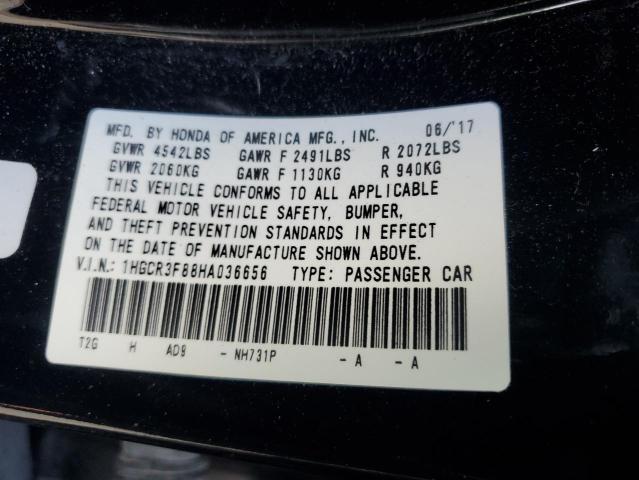 MFD. BY HONDA OF AMERICA MFG., INC. 06/'17
GVWR 4542LBS GAWR F 2491LBS R 2072LBS
GVWR 2060KG GAWR F 1130KG R 940KG
THIS VEHICLE CONFORMS TO ALL APPLICABLE
FEDERAL MOTOR VEHICLE SAFETY, BUMPER,
AND THEFT PREVENTION STANDARDS IN EFFECT
ON THE DATE OF MANUFACTURE SHOWN ABOVE.
V.I.N.: 1HGCR3F88HA036656 TYPE: PASSENGER CAR
T2G H AD8 - NH731P - A - A